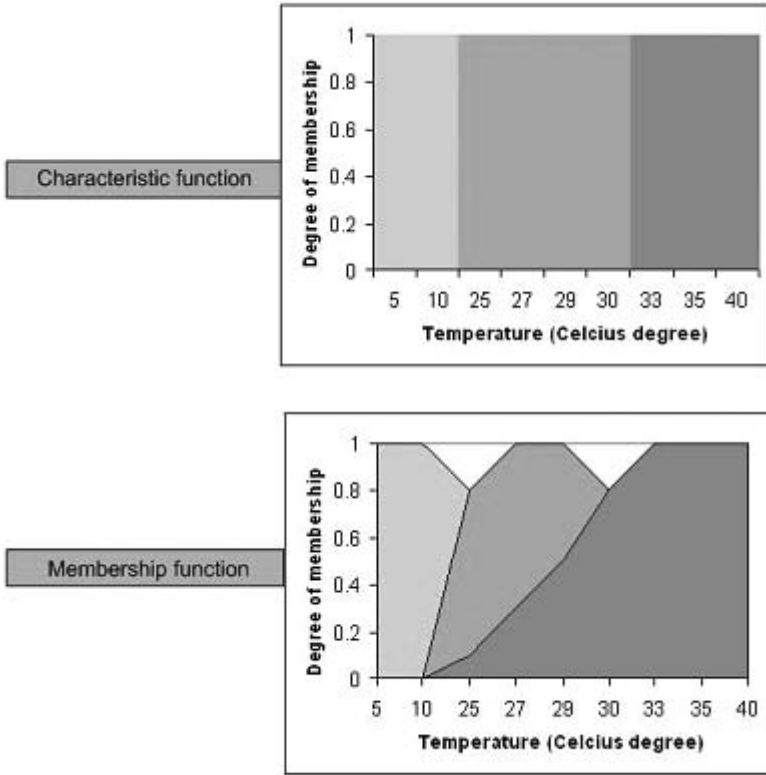 Characteristic function
Degree of membership
1
0.8
0.6
0.4
0.2
0
5 10 25 27 29 30 33 35 40
Temperature (Celcius degree)
Membership function
Degree of membership
1
0.8
0.6
0.4
0.2
0
5 10 25 27 29 30 33 35 40
Temperature (Celcius degree)